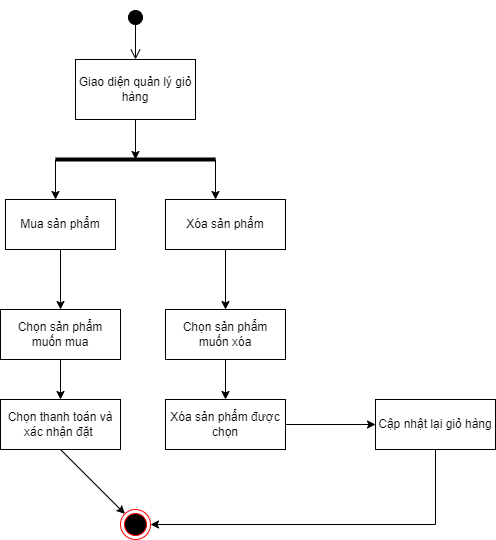 Giao diện quản lý giỏ
hàng
Mua sản phẩm
Xóa sản phẩm
Chọn sản phẩm
muốn mua
Chọn sản phẩm
muốn xóa
Chọn thanh toán và
xác nhận đặt
Xóa sản phẩm được
chọn
Cập nhật lại giỏ hàng